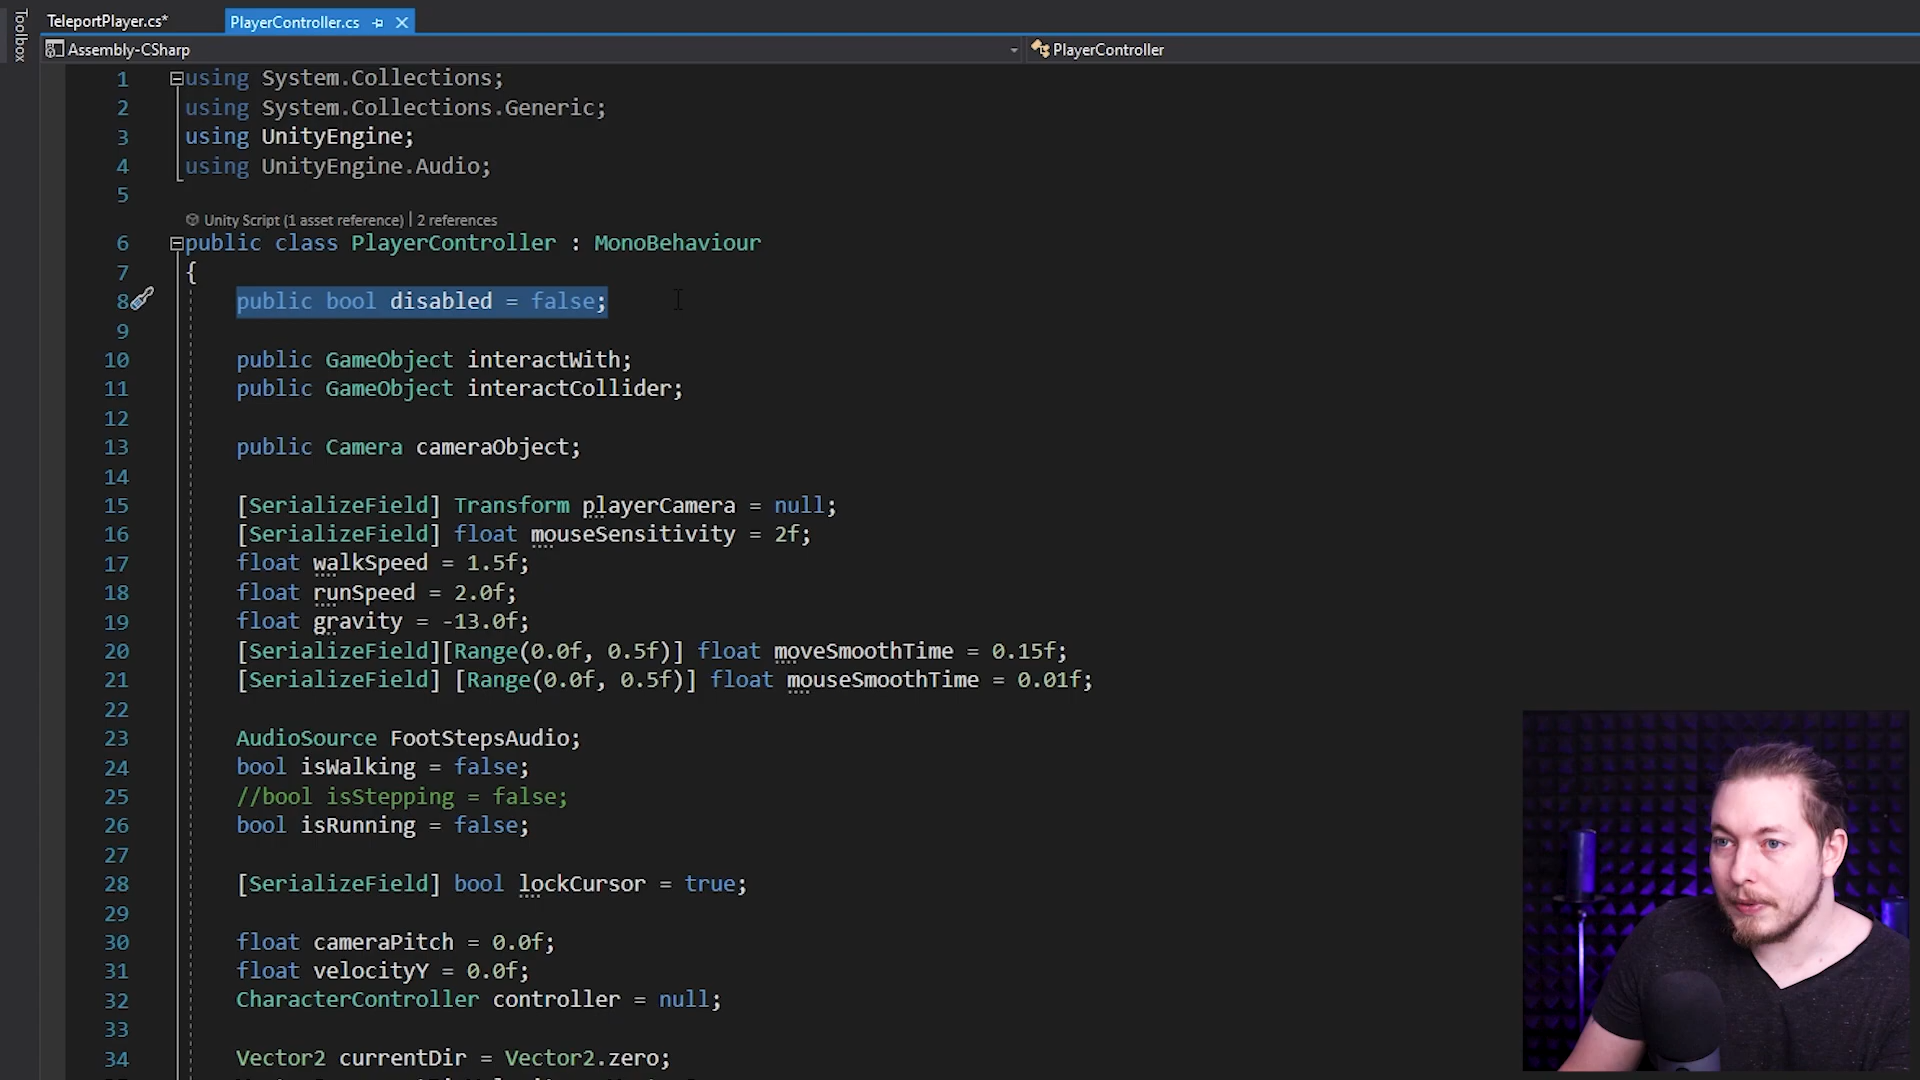 Toolbox
TeleportPlayer.cs*
PlayerController.cs
Assembly-CSharp
PlayerController
1 using System.Collections;
2 using System.Collections.Generic;
3 using UnityEngine;
4 using UnityEngine.Audio;
5
Unity Script (1 asset reference) | 2 references
6 public class PlayerController : MonoBehaviour
7 {
8 public bool disabled = false;
9
10 public GameObject interactWith;
11 public GameObject interactCollider;
12
13 public Camera cameraObject;
14
15 [SerializeField] Transform playerCamera = null;
16 [SerializeField] float mouseSensitivity = 2f;
17 float walkSpeed = 1.5f;
18 float runSpeed = 2.0f;
19 float gravity = -13.0f;
20 [SerializeField][Range(0.0f, 0.5f)] float moveSmoothTime = 0.15f;
21 [SerializeField] [Range(0.0f, 0.5f)] float mouseSmoothTime = 0.01f;
22
23 AudioSource FootStepsAudio;
24 bool isWalking = false;
25 //bool isStepping = false;
26 bool isRunning = false;
27
28 [SerializeField] bool lockCursor = true;
29
30 float cameraPitch = 0.0f;
31 float velocityY = 0.0f;
32 CharacterController controller = null;
33
34 Vector2 currentDir = Vector2.zero;